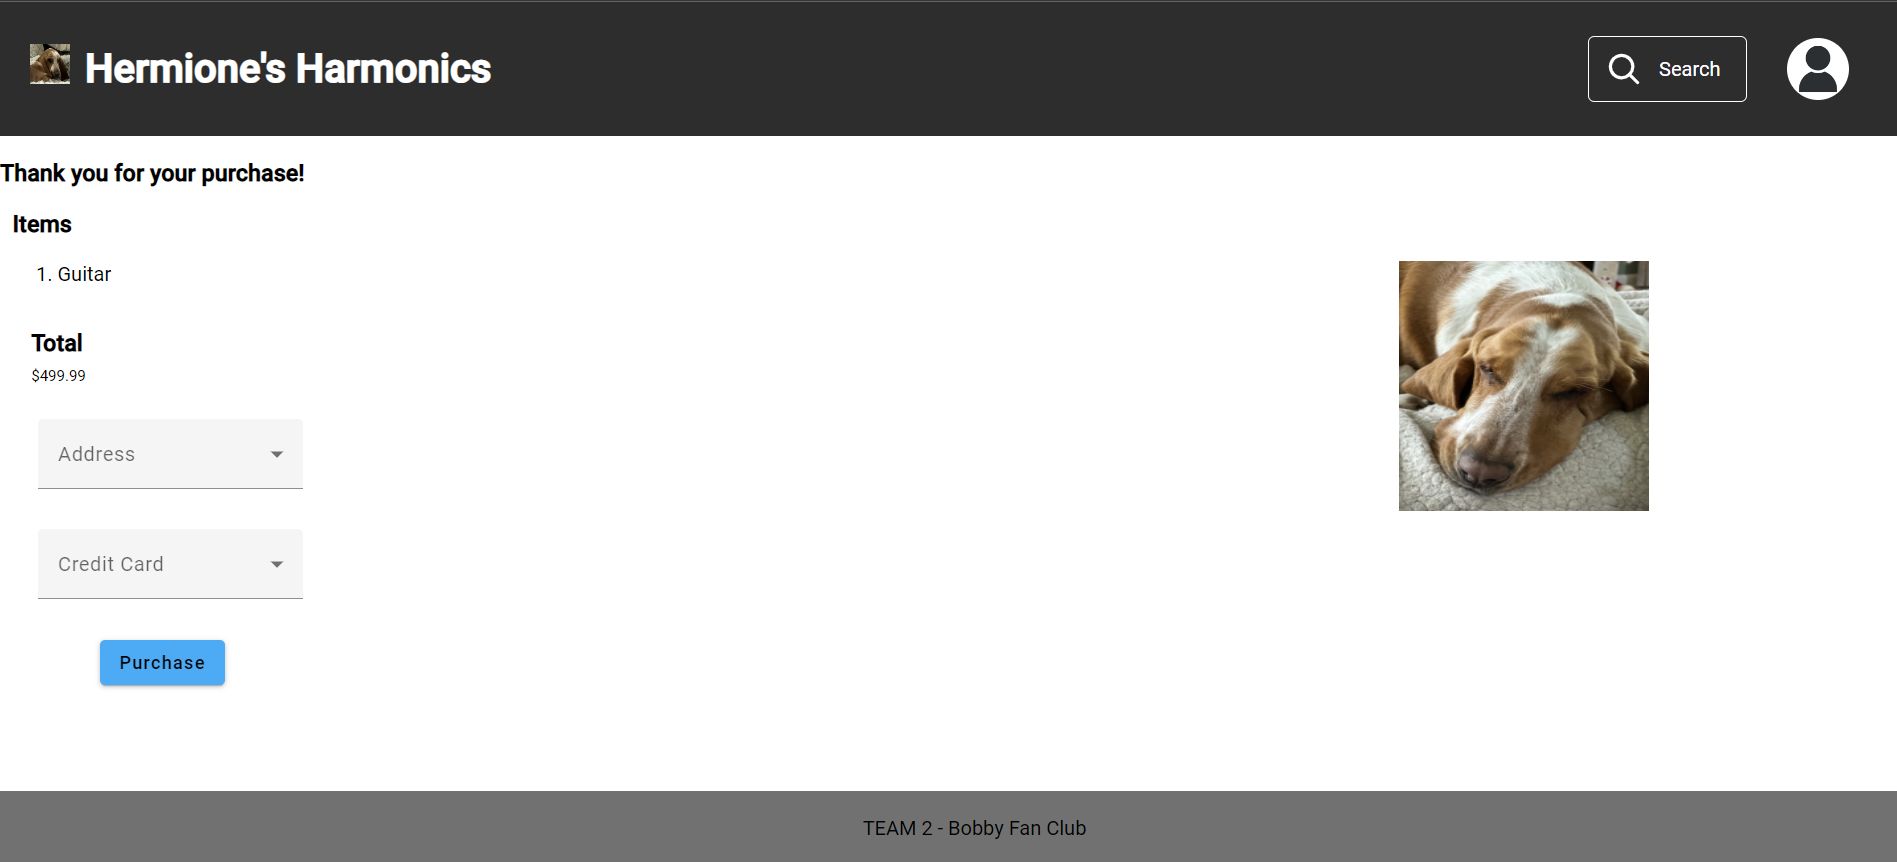 Hermione's Harmonics
Search
Thank you for your purchase!
Items
1. Guitar
Total
$499.99
Address
Credit Card
Purchase
TEAM 2 - Bobby Fan Club